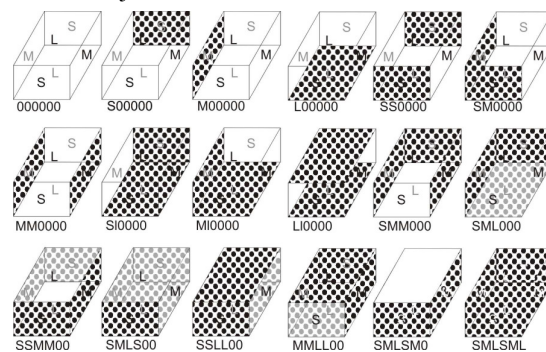 S S S S S S
L L L L L
M M M M M M M M M
S L S L S L S S L
000000 S00000 M00000 L00000 SS0000 SM0000
S
L
M M M M M M
S L S S L S
MM0000 SI0000 MI0000 LI0000 SMM000 SML000
L
M M M
S
SSMM00 SMLS00 SSLL00 MMLL00 SMLSM0 SMLSML